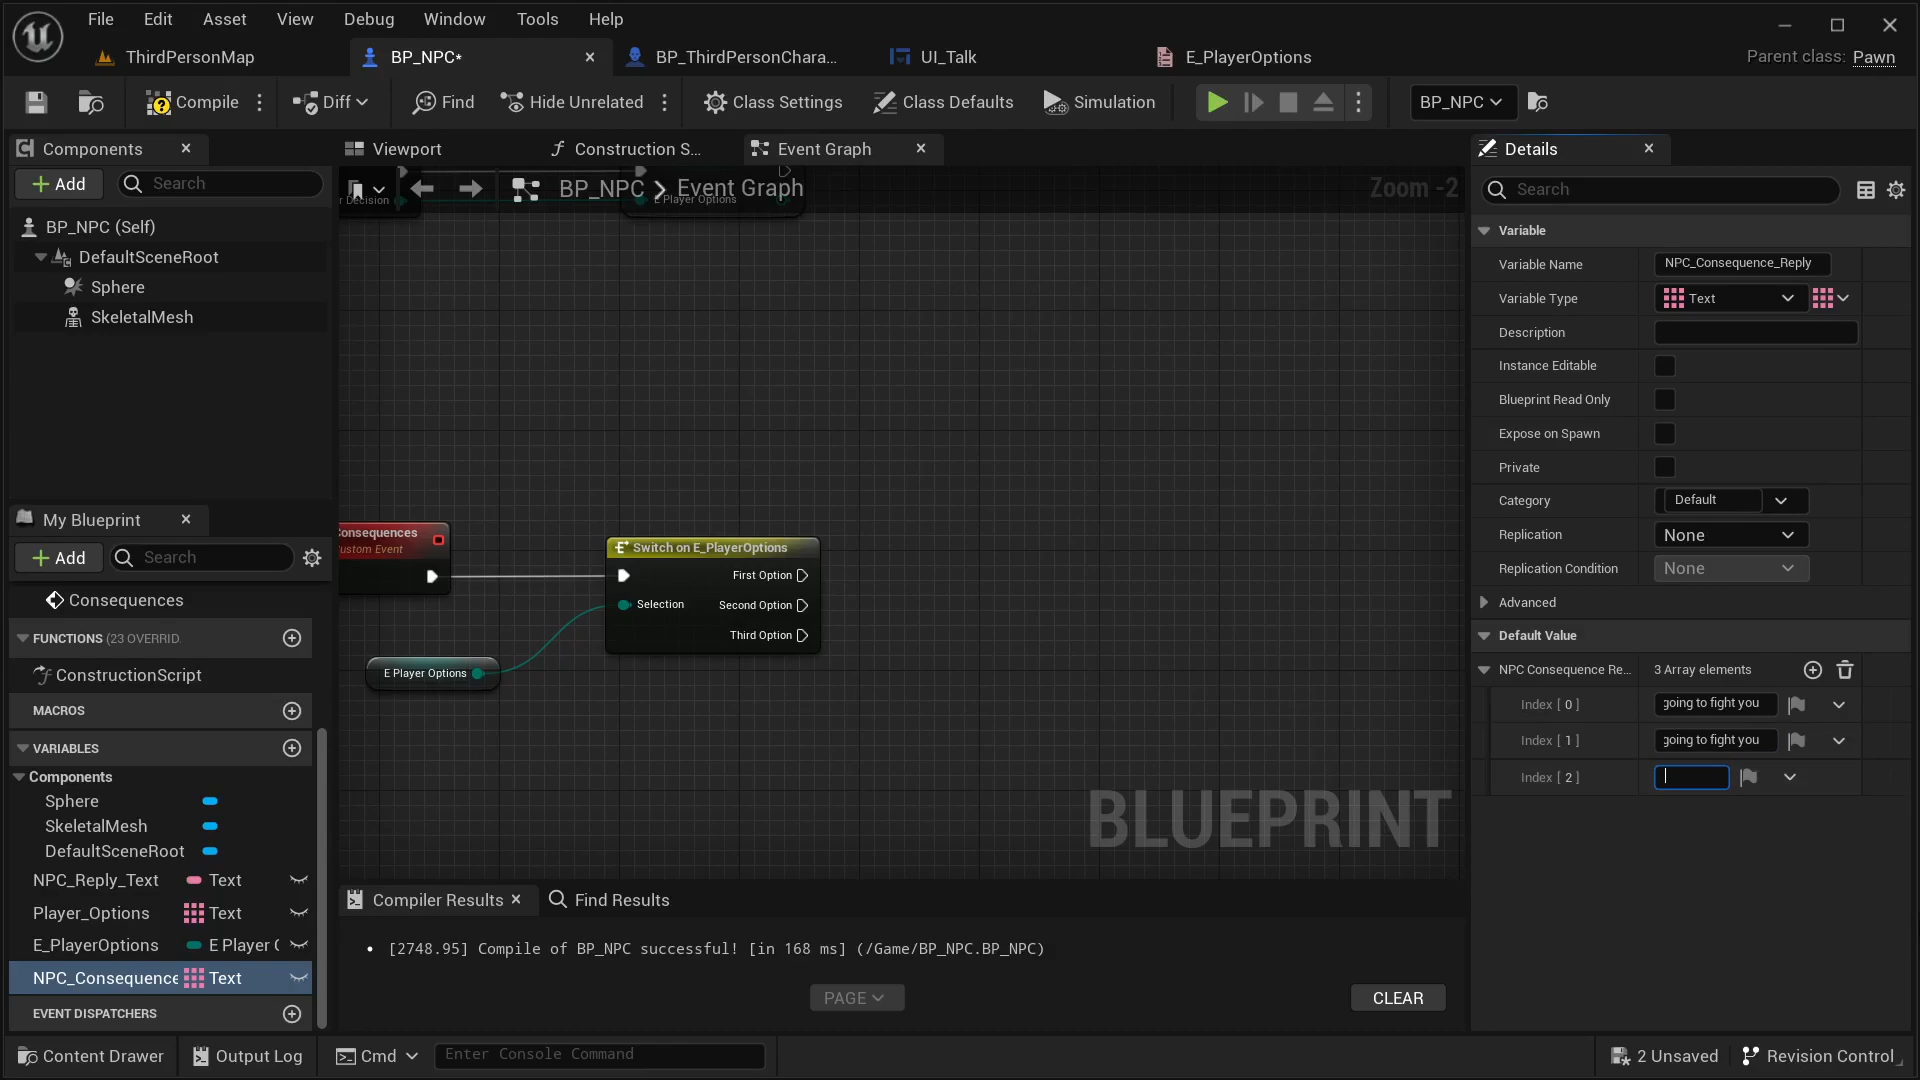 File
Edit
Asset
View
Debug
Window
Tools
Help
ThirdPersonMap
BP_NPC*
BP_ThirdPersonChara...
UI_Talk
E_PlayerOptions
Parent class: Pawn
Compile
Diff
Find
Hide Unrelated
Class Settings
Class Defaults
Simulation
BP_NPC
Components
Add
Search
BP_NPC (Self)
DefaultSceneRoot
Sphere
SkeletalMesh
Viewport
Construction S...
Event Graph
BP_NPC
Event Graph
Zoom -2
r Decision
E Player Options
onsequences
ustom Event
Switch on E_PlayerOptions
First Option
Selection
Second Option
Third Option
E Player Options
BLUEPRINT
My Blueprint
Add
Search
Consequences
FUNCTIONS (23 OVERRID
ConstructionScript
MACROS
VARIABLES
Components
Sphere
SkeletalMesh
DefaultSceneRoot
NPC_Reply_Text
Text
Player_Options
Text
E_PlayerOptions
E Player
NPC_Consequence
Text
EVENT DISPATCHERS
Compiler Results
Find Results
• [2748.95] Compile of BP_NPC successful! [in 168 ms] (/Game/BP_NPC.BP_NPC)
PAGE
CLEAR
Details
Search
Variable
Variable Name
NPC_Consequence_Reply
Variable Type
Text
Description
Instance Editable
Blueprint Read Only
Expose on Spawn
Private
Category
Default
Replication
None
Replication Condition
None
Advanced
Default Value
NPC Consequence Re...
3 Array elements
Index [ 0 ]
going to fight you
Index [ 1 ]
going to fight you
Index [ 2 ]
Content Drawer
Output Log
Cmd
Enter Console Command
2 Unsaved
Revision Control